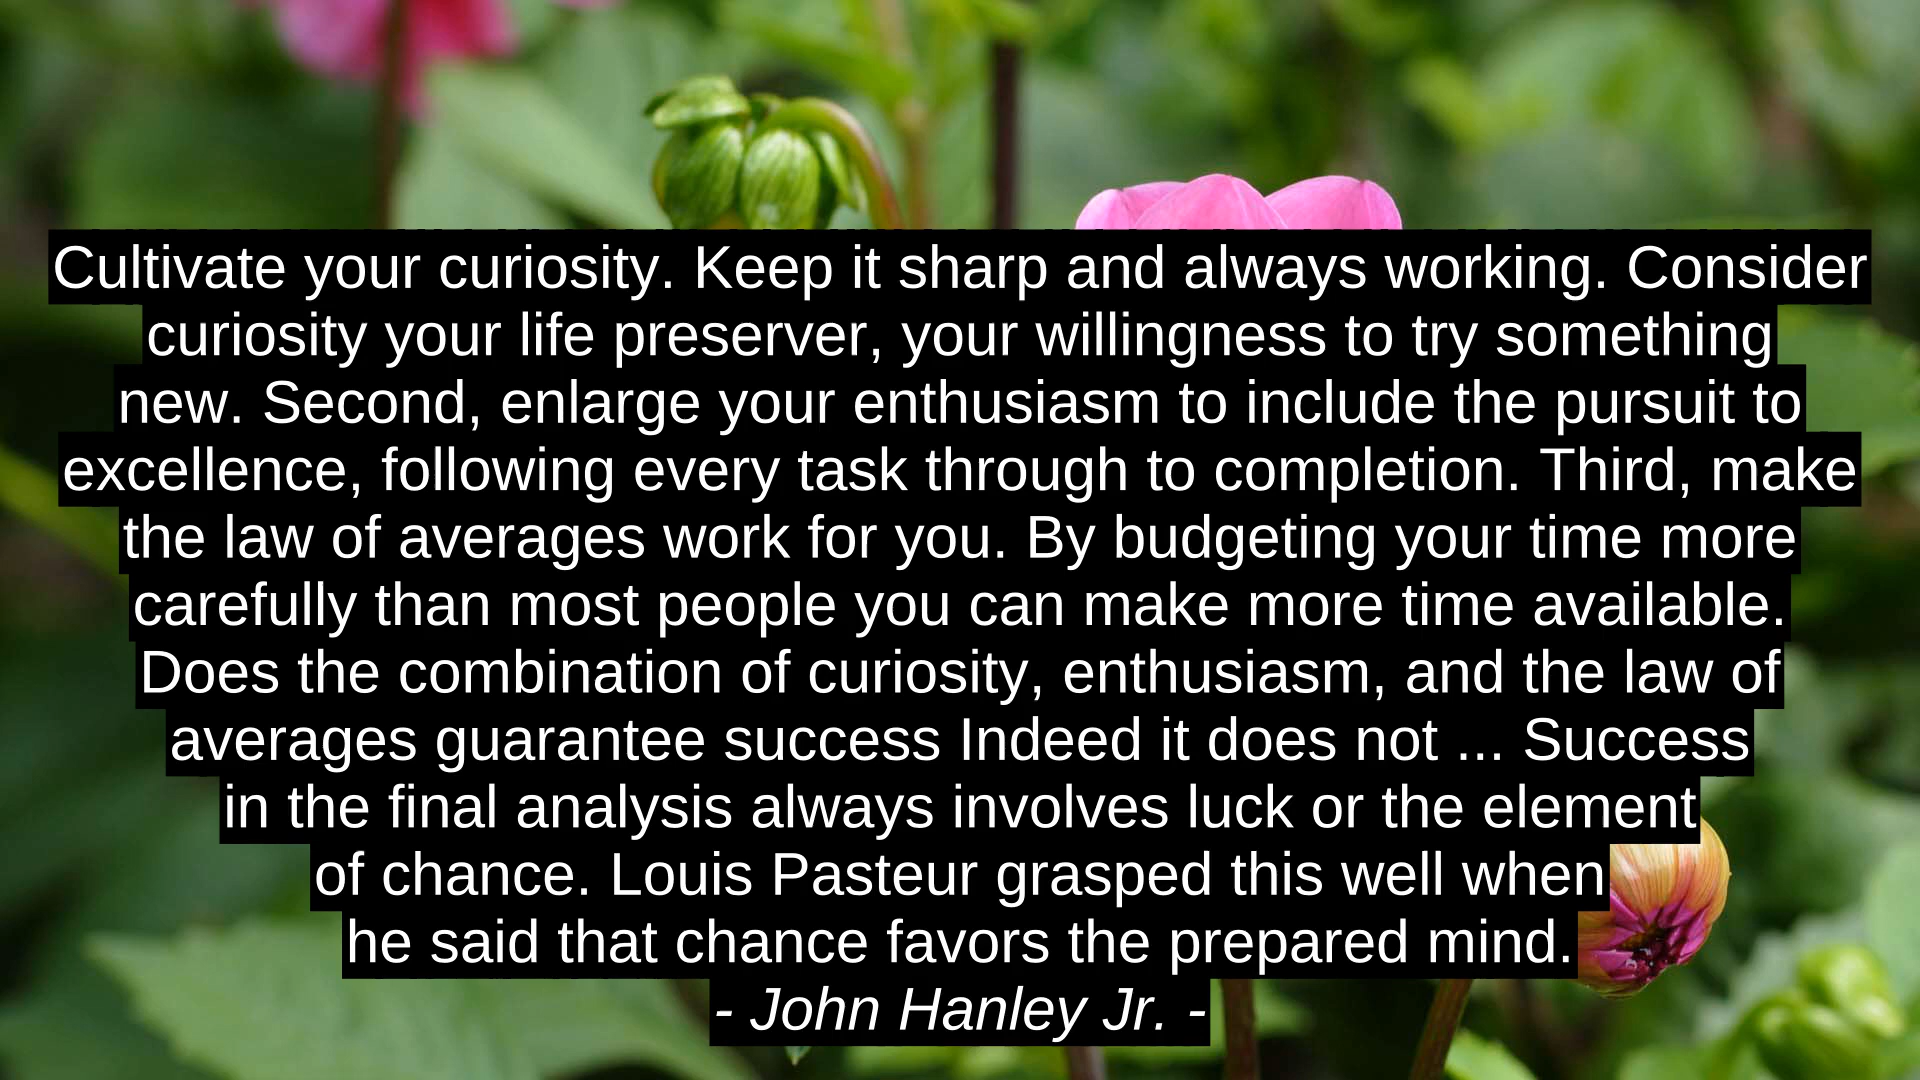 Cultivate your curiosity. Keep it sharp and always working. Consider
curiosity your life preserver, your willingness to try something
new. Second, enlarge your enthusiasm to include the pursuit to
excellence, following every task through to completion. Third, make
the law of averages work for you. By budgeting your time more
carefully than most people you can make more time available.
Does the combination of curiosity, enthusiasm, and the law of
averages guarantee success Indeed it does not ... Success
in the final analysis always involves luck or the element
of chance. Louis Pasteur grasped this well when
he said that chance favors the prepared mind.
- John Hanley Jr. -